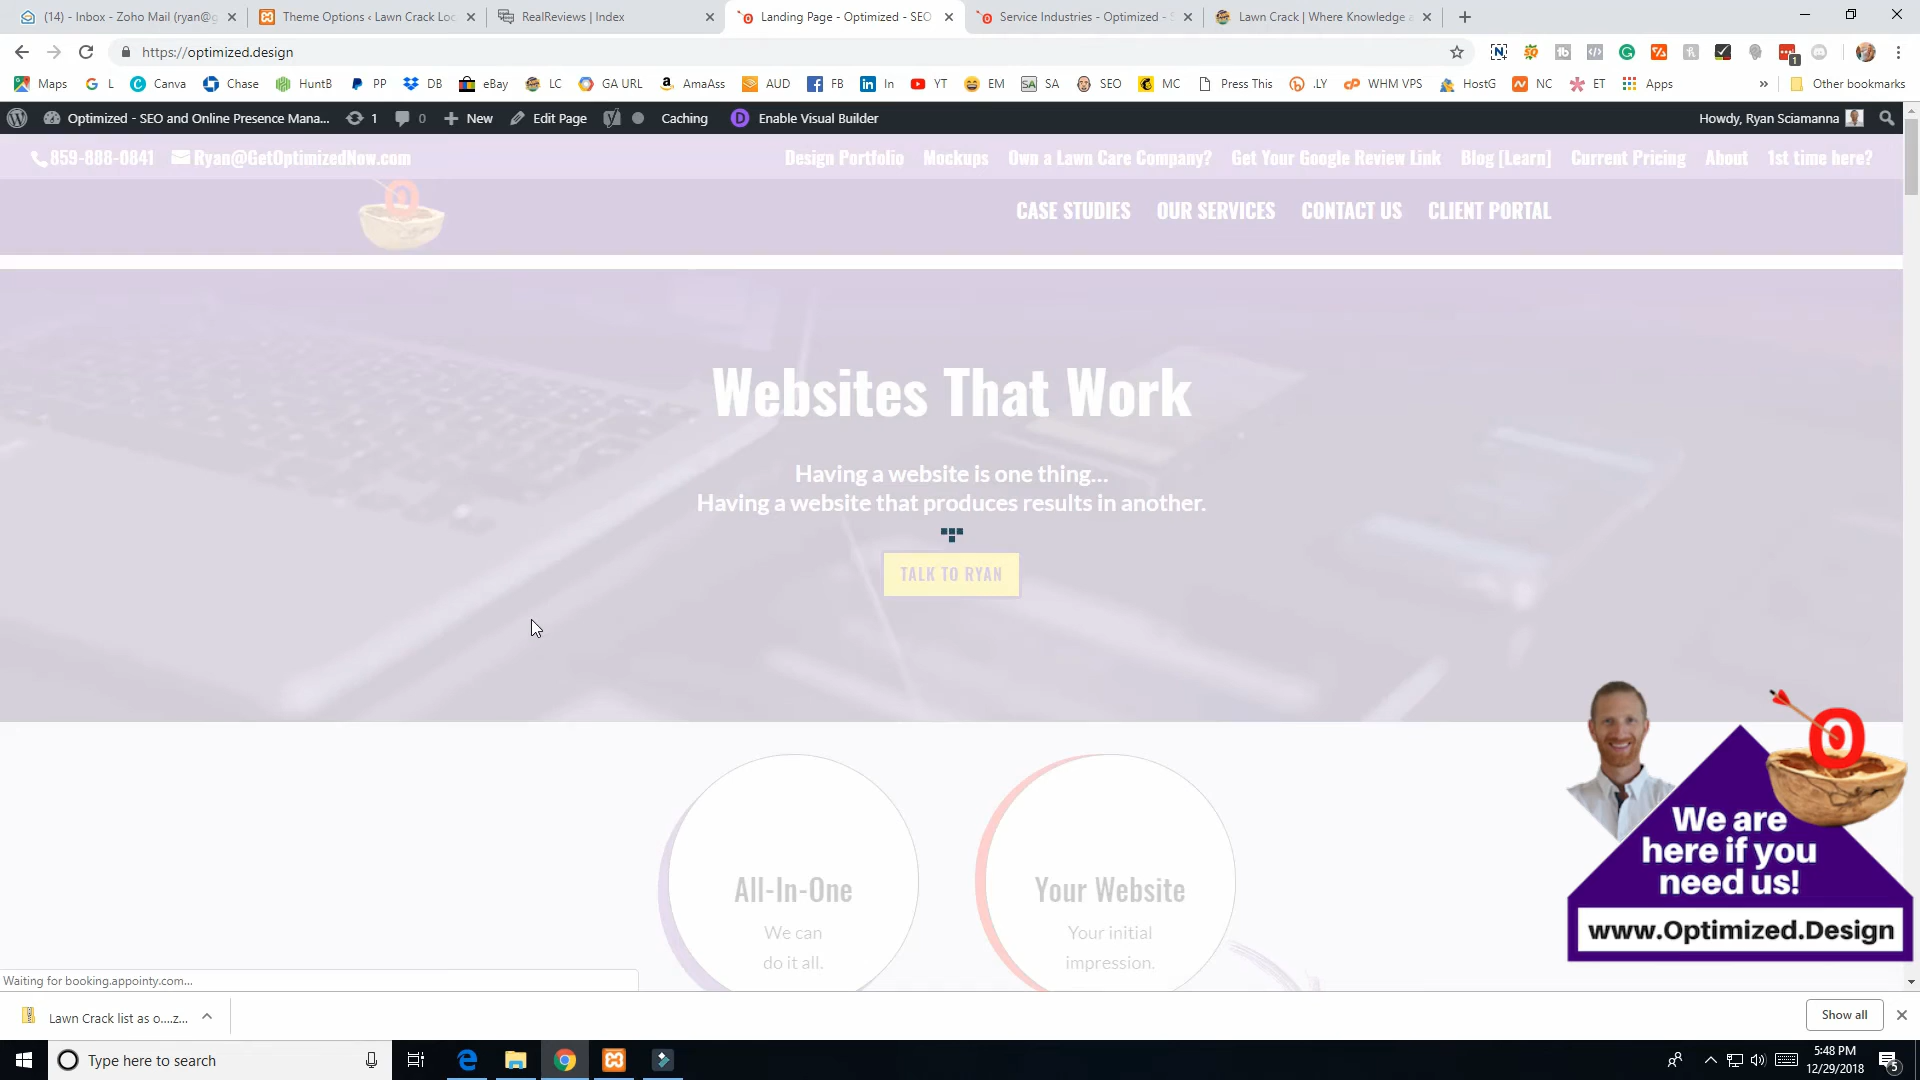 (14) - Inbox - Zoho Mail (ryan@g
Theme Options ‹ Lawn Crack Loc
RealReviews | Index
Landing Page - Optimized - SEO
Service Industries - Optimized - S
Lawn Crack | Where Knowledge a
https://optimized.design
1
Maps
L
Canva
Chase
HuntB
PP
DB
eBay
LC
GA URL
AmaAss
AUD
FB
In
YT
EM
SA
SEO
MC
Press This
.LY
WHM VPS
HostG
NC
ET
Apps
Other bookmarks
Optimized - SEO and Online Presence Mana...
1
0
New
Edit Page
Caching
Enable Visual Builder
Howdy, Ryan Sciamanna
859-888-0841
Ryan@GetOptimizedNow.com
Design Portfolio
Mockups
Own a Lawn Care Company?
Get Your Google Review Link
Blog [Learn]
Current Pricing
About
1st time here?
CASE STUDIES
OUR SERVICES
CONTACT US
CLIENT PORTAL
Websites That Work
Having a website is one thing...
Having a website that produces results in another.
TALK TO RYAN
All-In-One
We can
do it all.
Your Website
Your initial
impression.
We are
here if you
need us!
www.Optimized.Design
Waiting for booking.appointy.com...
Lawn Crack list as o....z...
Show all
Type here to search
5:48 PM
12/29/2018
5